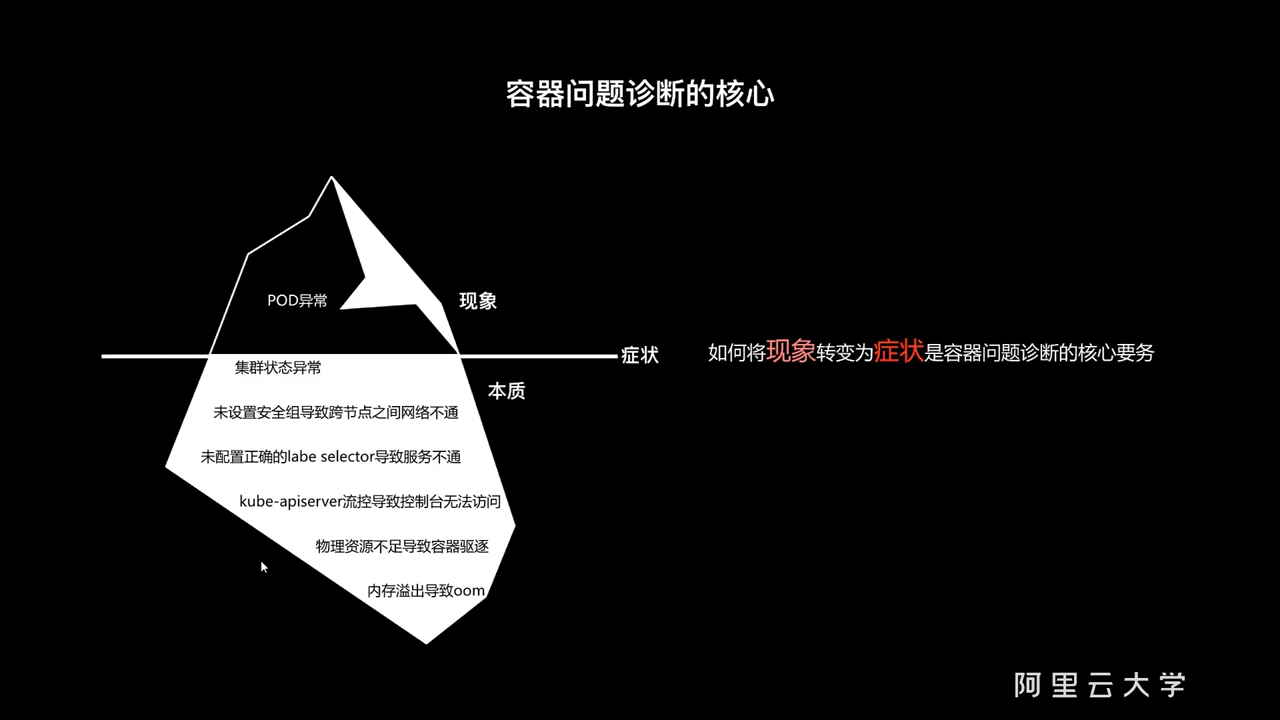 容器问题诊断的核心
POD异常
现象
症状
如何将现象转变为症状是容器问题诊断的核心要务
集群状态异常
本质
未设置安全组导致跨节点之间网络不通
未配置正确的labe selector导致服务不通
kube-apiserver流控导致控制台无法访问
物理资源不足导致容器驱逐
内存溢出导致oom
阿里云大学